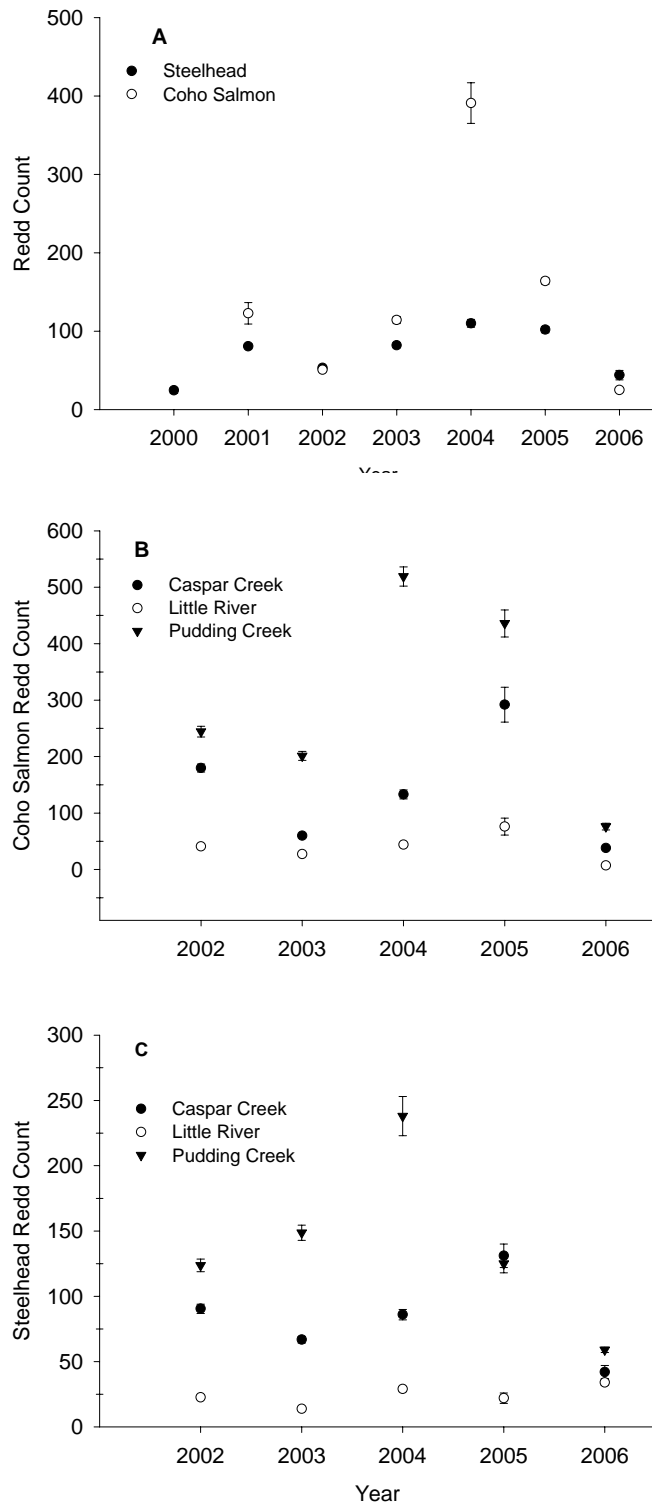 500
A
Steelhead
Coho Salmon
400
300
Redd Count
200
100
0
2000 2001 2002 2003 2004 2005 2006
Year
600
B
Caspar Creek
500
Little River
Pudding Creek
400
300
Coho Salmon Redd Count
200
100
0
2002 2003 2004 2005 2006
300
C
250
Caspar Creek
Little River
Pudding Creek
200
150
Steelhead Redd Count
100
50
0
2002 2003 2004 2005 2006
Year